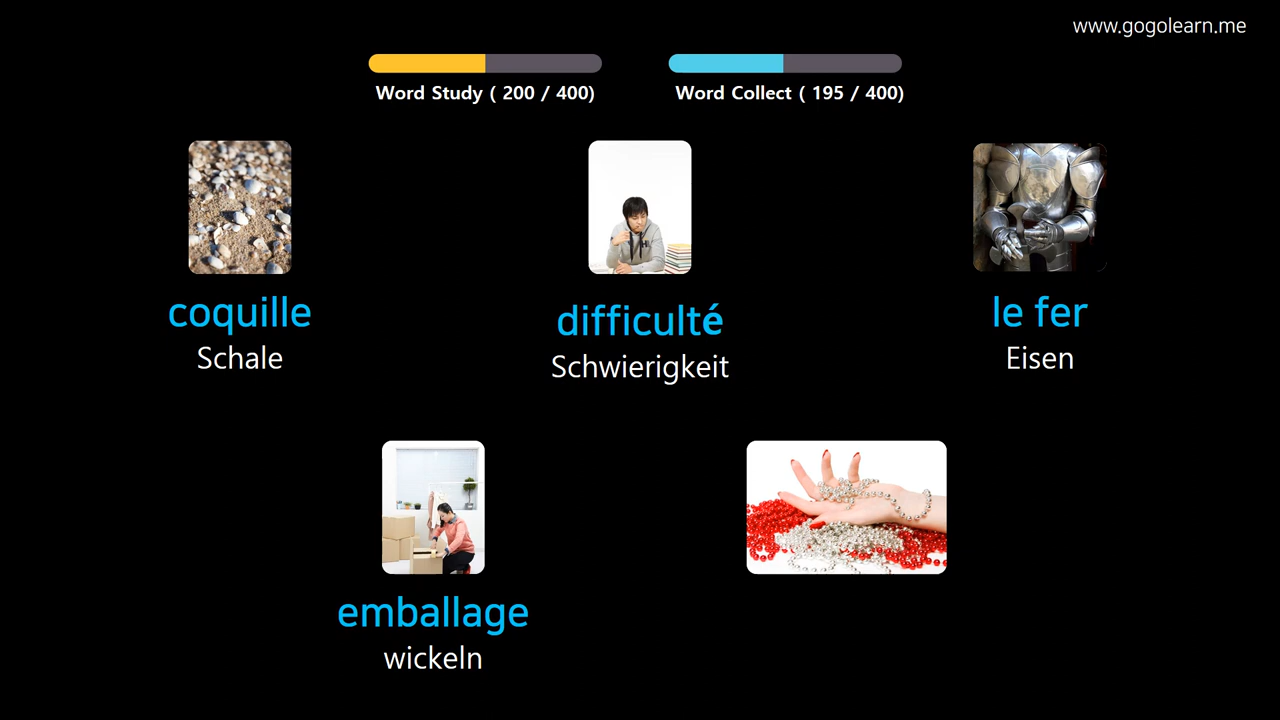 www.gogolearn.me
Word Study ( 200 / 400)
Word Collect ( 195 / 400)
coquille
Schale
difficulté
Schwierigkeit
le fer
Eisen
emballage
wickeln